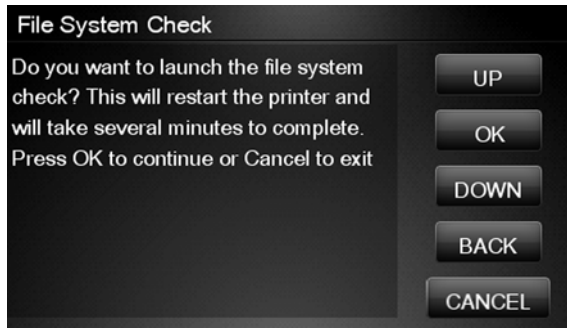 File System Check
Do you want to launch the file system
check? This will restart the printer and
will take several minutes to complete.
Press OK to continue or Cancel to exit
UP
OK
DOWN
BACK
CANCEL